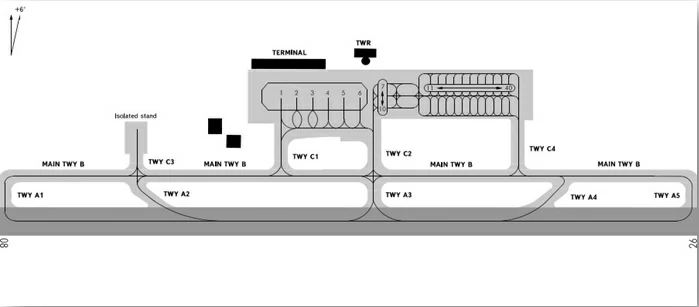 +6°
TWR
TERMINAL
1 2 3 4 5 6
7
10
11
40
Isolated stand
TWY C3
TWY C1
TWY C2
TWY C4
MAIN TWY B
MAIN TWY B
MAIN TWY B
MAIN TWY B
TWY A1
TWY A2
TWY A3
TWY A4
TWY A5
08
26